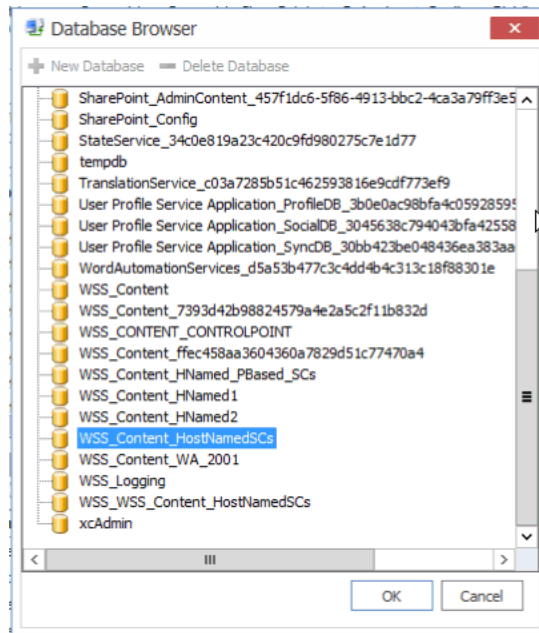 Database Browser
New Database Delete Database
SharePoint_AdminContent_457f1dc6-5f86-4913-bbc2-4ca3a79ff3e5
SharePoint_Config
StateService_34c0e819a23c420c9fd980275c7e1d77
tempdb
TranslationService_c03a7285b51c462593816e9cdf773ef9
User Profile Service Application_ProfileDB_3b0e0ac98bfa4c05928595
User Profile Service Application_SocialDB_3045638c794043bfa42558
User Profile Service Application_SyncDB_30bb423be048436ea383aa
WordAutomationServices_d5a53b477c3c4dd4b4c313c18f88301e
WSS_Content
WSS_Content_7393d42b98824579a4e2a5c2f11b832d
WSS_CONTENT_CONTROLPOINT
WSS_Content_ffec458aa3604360a7829d51c77470a4
WSS_Content_HNamed_PBased_SCs
WSS_Content_HNamed1
WSS_Content_HNamed2
WSS_Content_HostNamedSCs
WSS_Content_WA_2001
WSS_Logging
WSS_WSS_Content_HostNamedSCs
xcAdmin
OK Cancel